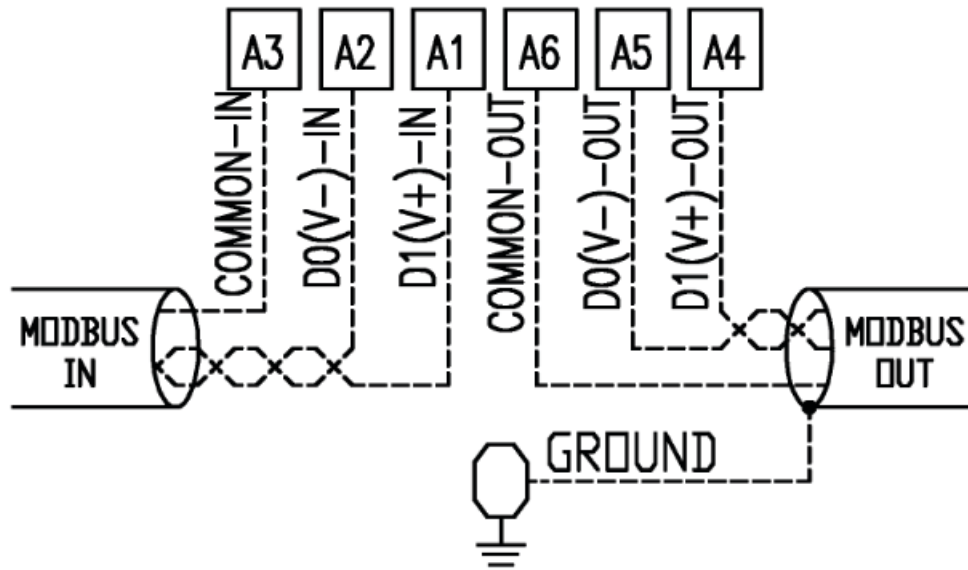 A3 A2 A1 A6 A5 A4
COMMON-IN
D0(V-)-IN
D1(V+)-IN
COMMON-OUT
D0(V-)-OUT
D1(V+)-OUT
MODBUS
IN
MODBUS
OUT
GROUND